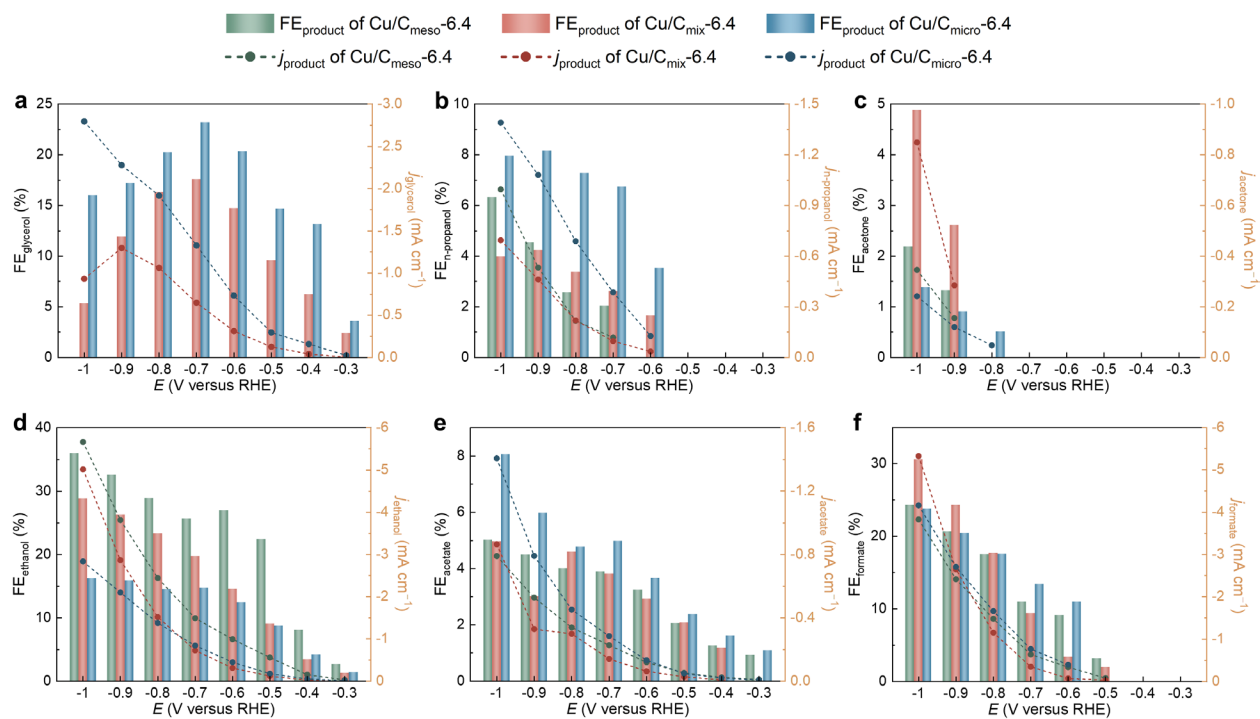 FEproduct of Cu/Cmeso-6.4 FEproduct of Cu/Cmix-6.4 FEproduct of Cu/Cmicro-6.4
jproduct of Cu/Cmeso-6.4 jproduct of Cu/Cmix-6.4 jproduct of Cu/Cmicro-6.4
a
25
20
15
10
5
0
FEglycerol (%)
-3.0
-2.5
-2.0
-1.5
-1.0
-0.5
0.0
jglycerol (mA cm−1)
-1 -0.9 -0.8 -0.7 -0.6 -0.5 -0.4 -0.3
E (V versus RHE)
b
10
8
6
4
2
0
FEn-propanol (%)
-1.5
-1.2
-0.9
-0.6
-0.3
0.0
jn-propanol (mA cm−1)
-1 -0.9 -0.8 -0.7 -0.6 -0.5 -0.4 -0.3
E (V versus RHE)
c
5
4
3
2
1
0
FEacetone (%)
-1.0
-0.8
-0.6
-0.4
-0.2
0.0
jacetone (mA cm−1)
-1 -0.9 -0.8 -0.7 -0.6 -0.5 -0.4 -0.3
E (V versus RHE)
d
40
30
20
10
0
FEethanol (%)
-6
-5
-4
-3
-2
-1
0
jethanol (mA cm−1)
-1 -0.9 -0.8 -0.7 -0.6 -0.5 -0.4 -0.3
E (V versus RHE)
e
8
6
4
2
0
FEacetate (%)
-1.6
-1.2
-0.8
-0.4
0.0
jacetate (mA cm−1)
-1 -0.9 -0.8 -0.7 -0.6 -0.5 -0.4 -0.3
E (V versus RHE)
f
30
20
10
0
FEformate (%)
-6
-5
-4
-3
-2
-1
0
jformate (mA cm−1)
-1 -0.9 -0.8 -0.7 -0.6 -0.5 -0.4 -0.3
E (V versus RHE)